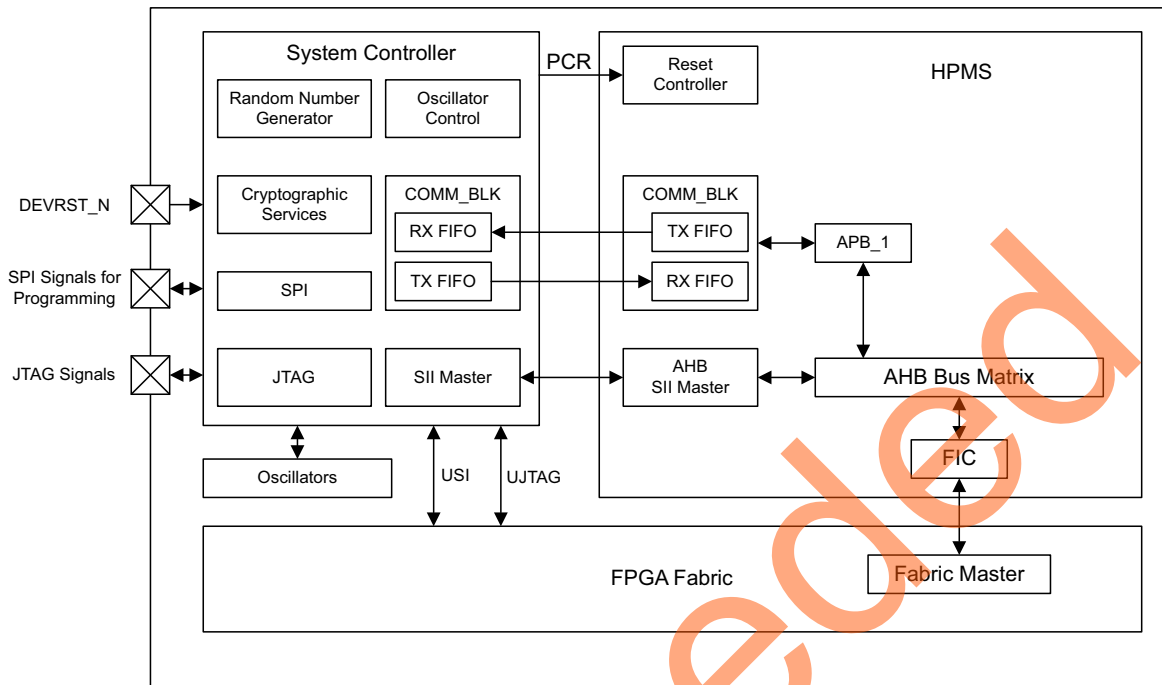 System Controller
PCR
Reset
Controller
HPMS
Random Number
Generator
Oscillator
Control
DEVRST_N
Cryptographic
Services
COMM_BLK
RX FIFO
TX FIFO
COMM_BLK
TX FIFO
RX FIFO
APB_1
SPI Signals for
Programming
SPI
JTAG Signals
JTAG
SII Master
AHB
SII Master
AHB Bus Matrix
FIC
Oscillators
USI
UJTAG
FPGA Fabric
Fabric Master
eded